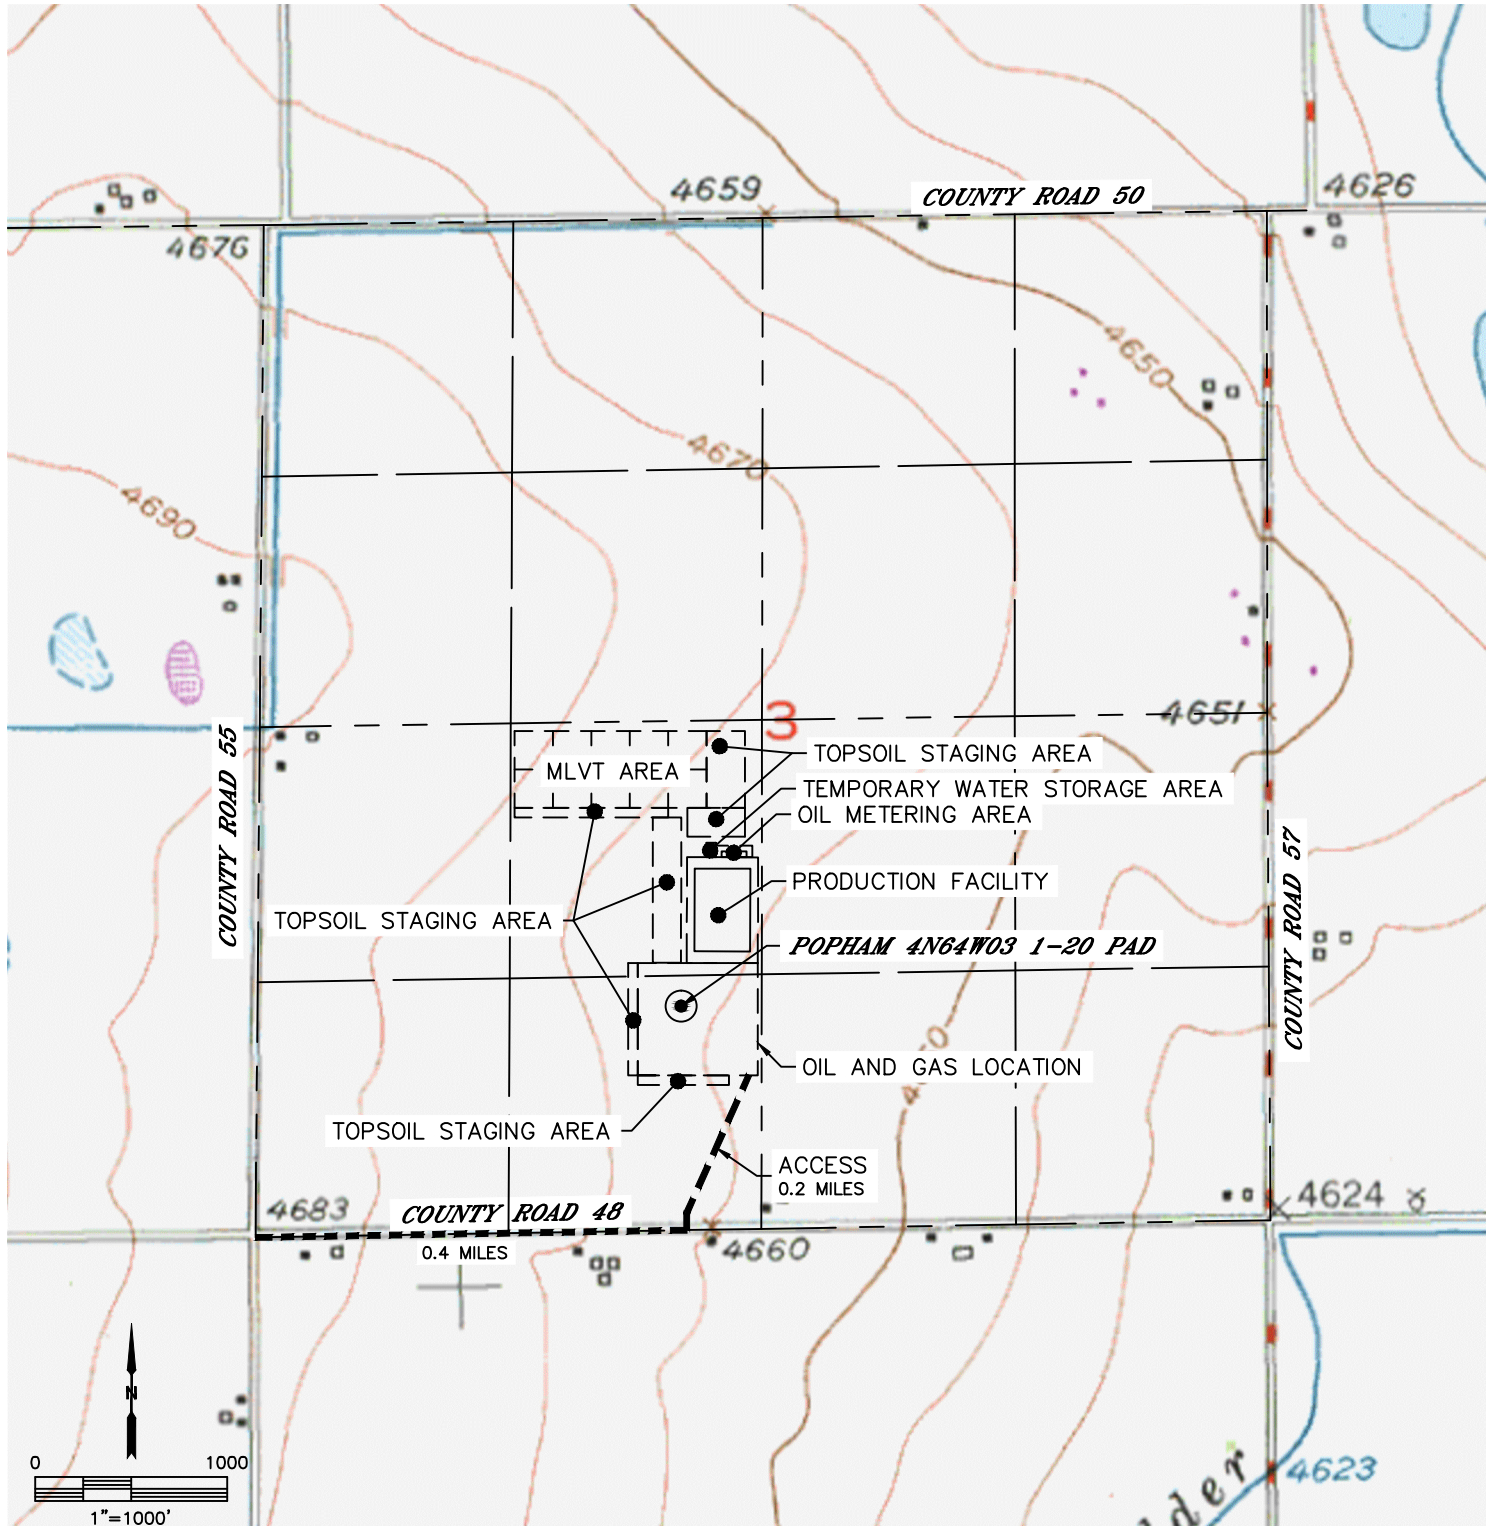 4659
COUNTY ROAD 50
4626
4676
4650
4670
4690
3
4651
COUNTY ROAD 55
MLVT AREA
TOPSOIL STAGING AREA
TEMPORARY WATER STORAGE AREA
OIL METERING AREA
COUNTY ROAD 57
PRODUCTION FACILITY
TOPSOIL STAGING AREA
POPHAM 4N64W03 1-20 PAD
OIL AND GAS LOCATION
TOPSOIL STAGING AREA
ACCESS
0.2 MILES
4683
COUNTY ROAD 48
4624
0.4 MILES
4660
N
0 1000
1"=1000'
4623